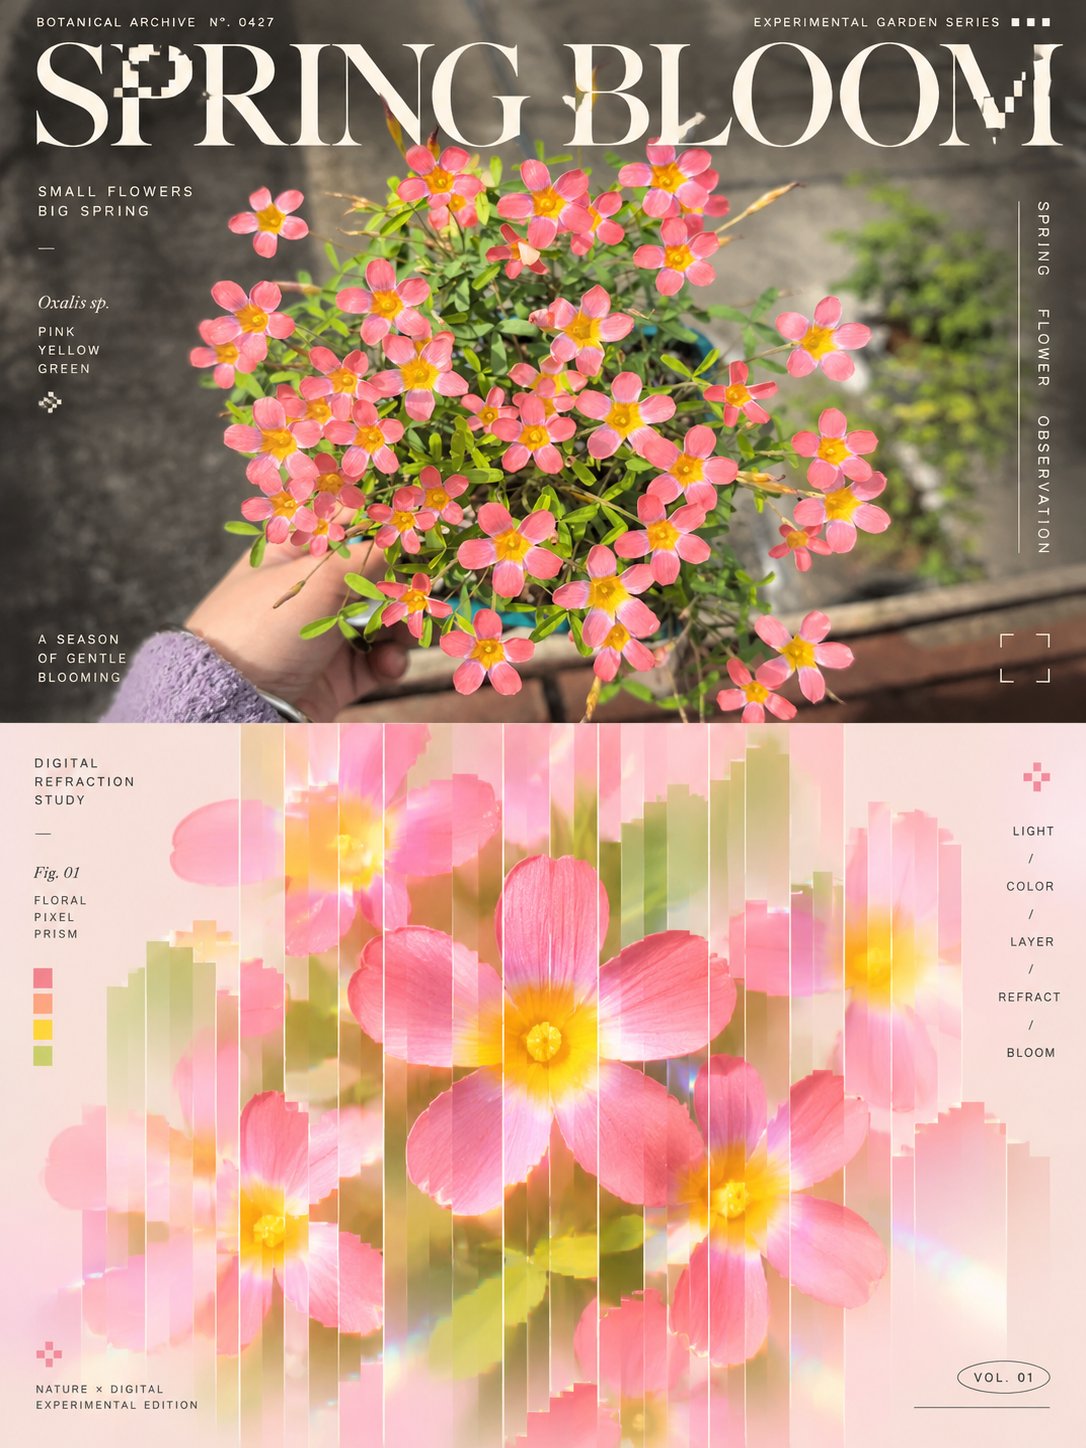 BOTANICAL ARCHIVE N°. 0427
EXPERIMENTAL GARDEN SERIES
SPRING BLOOM
SMALL FLOWERS
BIG SPRING
—
Oxalis sp.
PINK
YELLOW
GREEN
SPRING FLOWER OBSERVATION
A SEASON
OF GENTLE
BLOOMING
DIGITAL
REFRACTION
STUDY
—
Fig. 01
FLORAL
PIXEL
PRISM
LIGHT
/
COLOR
/
LAYER
/
REFRACT
/
BLOOM
NATURE × DIGITAL
EXPERIMENTAL EDITION
VOL. 01